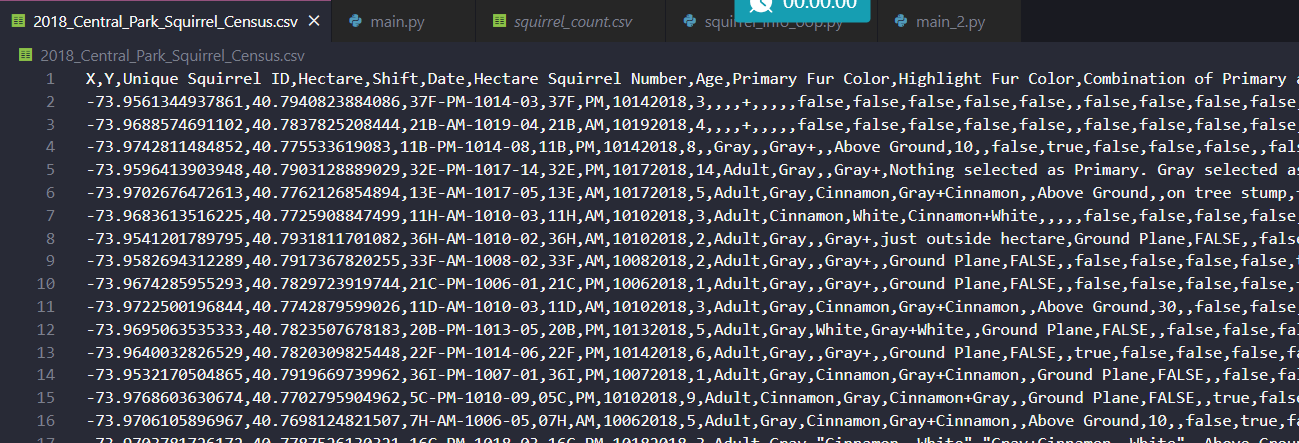 2018_Central_Park_Squirrel_Census.csv main.py squirrel_count.csv squirrel_info_oop.py main_2.py
00:00:00
2018_Central_Park_Squirrel_Census.csv
1 X,Y,Unique Squirrel ID,Hectare,Shift,Date,Hectare Squirrel Number,Age,Primary Fur Color,Highlight Fur Color,Combination of Primary a
2 -73.9561344937861,40.7940823884086,37F-PM-1014-03,37F,PM,10142018,3,,,,+,,,,,false,false,false,false,false,,false,false,false,false,
3 -73.9688574691102,40.7837825208444,21B-AM-1019-04,21B,AM,10192018,4,,,,+,,,,,false,false,false,false,false,,false,false,false,false,
4 -73.9742811484852,40.775533619083,11B-PM-1014-08,11B,PM,10142018,8,,Gray,,Gray+,,Above Ground,10,,false,true,false,false,false,,fals
5 -73.9596413903948,40.7903128889029,32E-PM-1017-14,32E,PM,10172018,14,Adult,Gray,,Gray+,Nothing selected as Primary. Gray selected as
6 -73.9702676472613,40.7762126854894,13E-AM-1017-05,13E,AM,10172018,5,Adult,Gray,Cinnamon,Gray+Cinnamon,,Above Ground,,on tree stump,
7 -73.9683613516225,40.7725908847499,11H-AM-1010-03,11H,AM,10102018,3,Adult,Cinnamon,White,Cinnamon+White,,,,,false,false,false,false,
8 -73.9541201789795,40.7931811701082,36H-AM-1010-02,36H,AM,10102018,2,Adult,Gray,,Gray+,just outside hectare,Ground Plane,FALSE,,false
9 -73.9582694312289,40.7917367820255,33F-AM-1008-02,33F,AM,10082018,2,Adult,Gray,,Gray+,,Ground Plane,FALSE,,false,false,false,false,
10 -73.9674285955293,40.7829723919744,21C-PM-1006-01,21C,PM,10062018,1,Adult,Gray,,Gray+,,Ground Plane,FALSE,,false,false,false,false,
11 -73.9722500196844,40.7742879599026,11D-AM-1010-03,11D,AM,10102018,3,Adult,Gray,Cinnamon,Gray+Cinnamon,,Above Ground,30,,false,false,
12 -73.9695063535333,40.7823507678183,20B-PM-1013-05,20B,PM,10132018,5,Adult,Gray,White,Gray+White,,Ground Plane,FALSE,,false,false,fal
13 -73.9640032826529,40.7820309825448,22F-PM-1014-06,22F,PM,10142018,6,Adult,Gray,,Gray+,,Ground Plane,FALSE,,true,false,false,false,fa
14 -73.9532170504865,40.7919669739962,36I-PM-1007-01,36I,PM,10072018,1,Adult,Gray,Cinnamon,Gray+Cinnamon,,Ground Plane,FALSE,,false,fal
15 -73.9768603630674,40.7702795904962,5C-PM-1010-09,05C,PM,10102018,9,Adult,Cinnamon,Gray,Cinnamon+Gray,,Ground Plane,FALSE,,true,false
16 -73.9706105896967,40.7698124821507,7H-AM-1006-05,07H,AM,10062018,5,Adult,Gray,Cinnamon,Gray+Cinnamon,,Above Ground,10,,false,true,fa